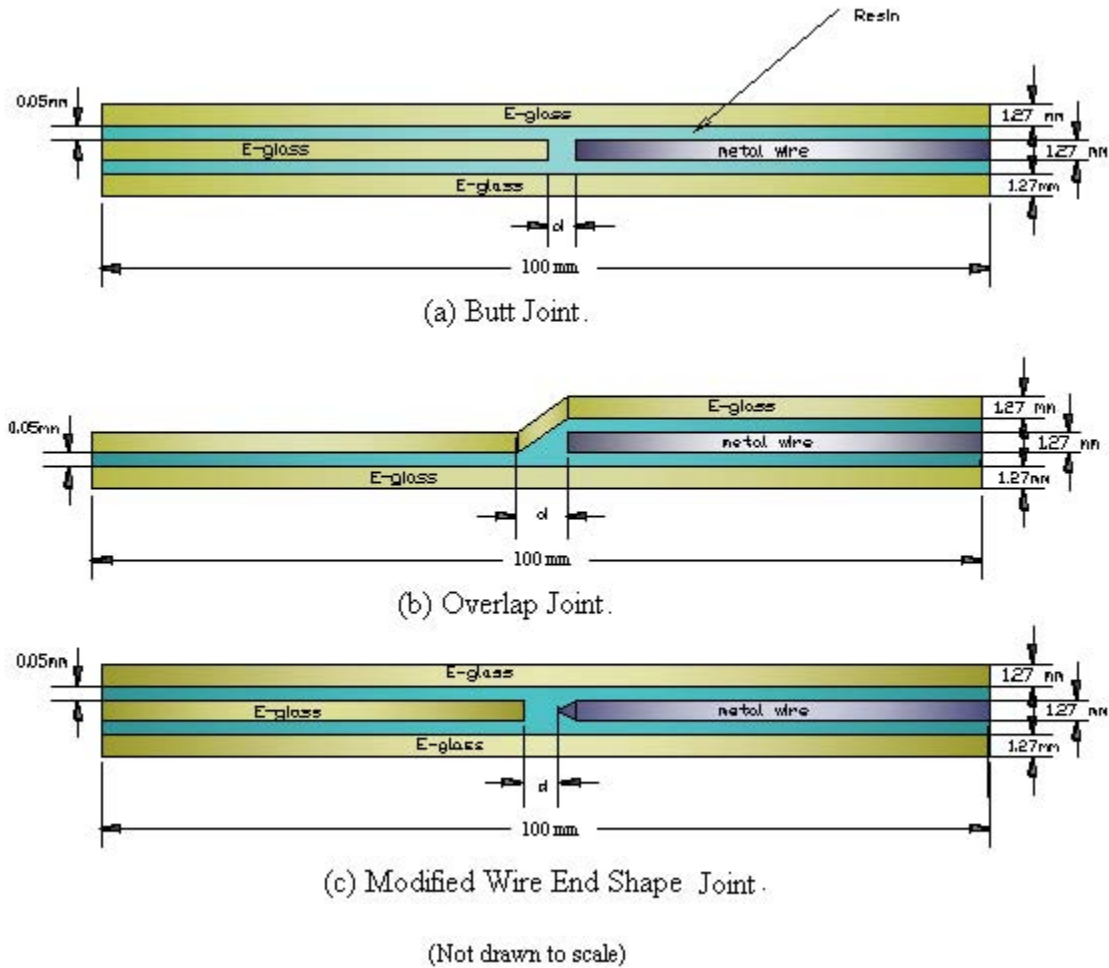 Resin
0.05mm
E-glass
1.27 mm
E-glass
metal wire
1.27 mm
E-glass
1.27mm
d
100 mm
(a) Butt Joint.
E-glass
1.27 mm
0.05mm
metal wire
1.27 mm
E-glass
1.27mm
d
100 mm
(b) Overlap Joint.
0.05mm
E-glass
1.27 mm
E-glass
metal wire
1.27 mm
E-glass
1.27mm
d
100 mm
(c) Modified Wire End Shape Joint.
(Not drawn to scale)